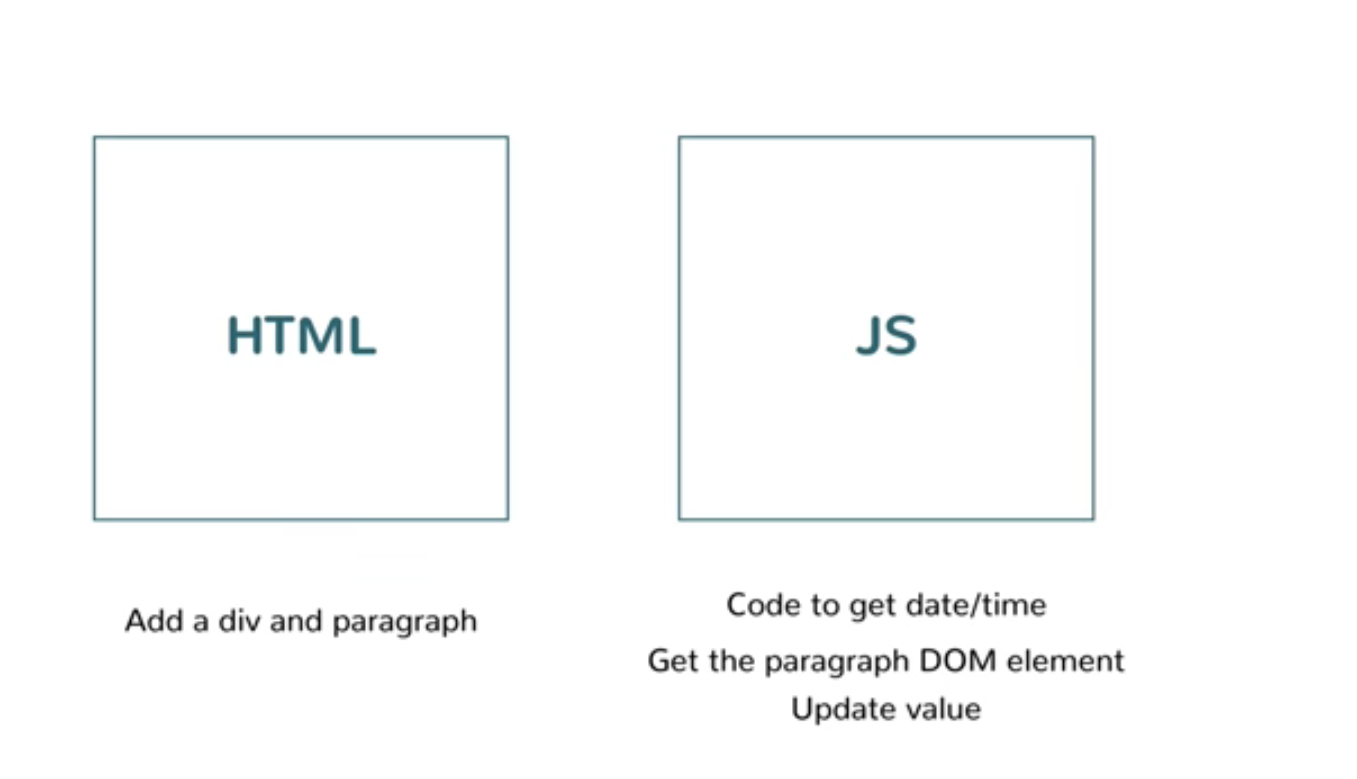 HTML
JS
Add a div and paragraph
Code to get date/time
Get the paragraph DOM element
Update value